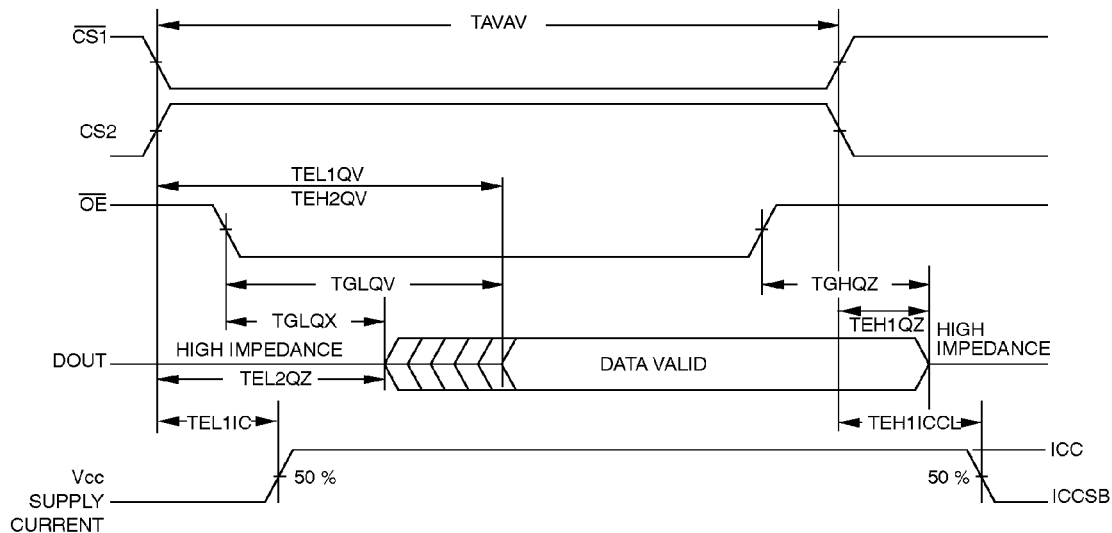 TAVAV
CS1
CS2
TEL1QV
TEH2QV
OE
TGLQV
TGHQZ
TGLQX
TEH1QZ
HIGH
IMPEDANCE
HIGH IMPEDANCE
DOUT
DATA VALID
TEL2QZ
TEL1IC
TEH1ICCL
ICC
Vcc
SUPPLY
CURRENT
50 %
50 %
ICCSB